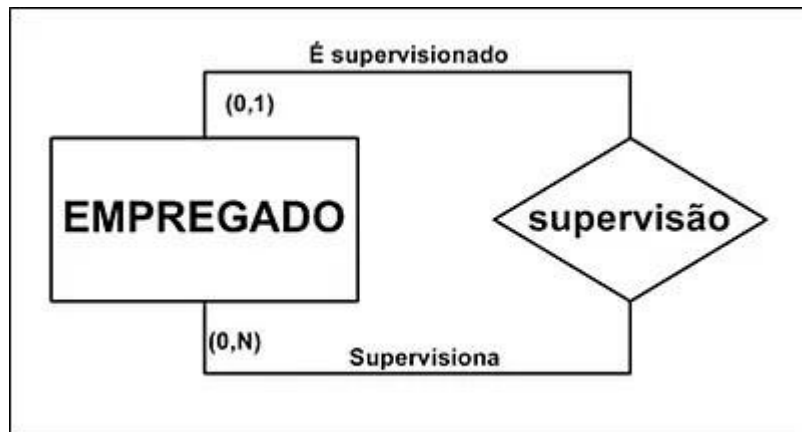 É supervisionado
(0,1)
EMPREGADO
supervisão
(0,N)
Supervisiona